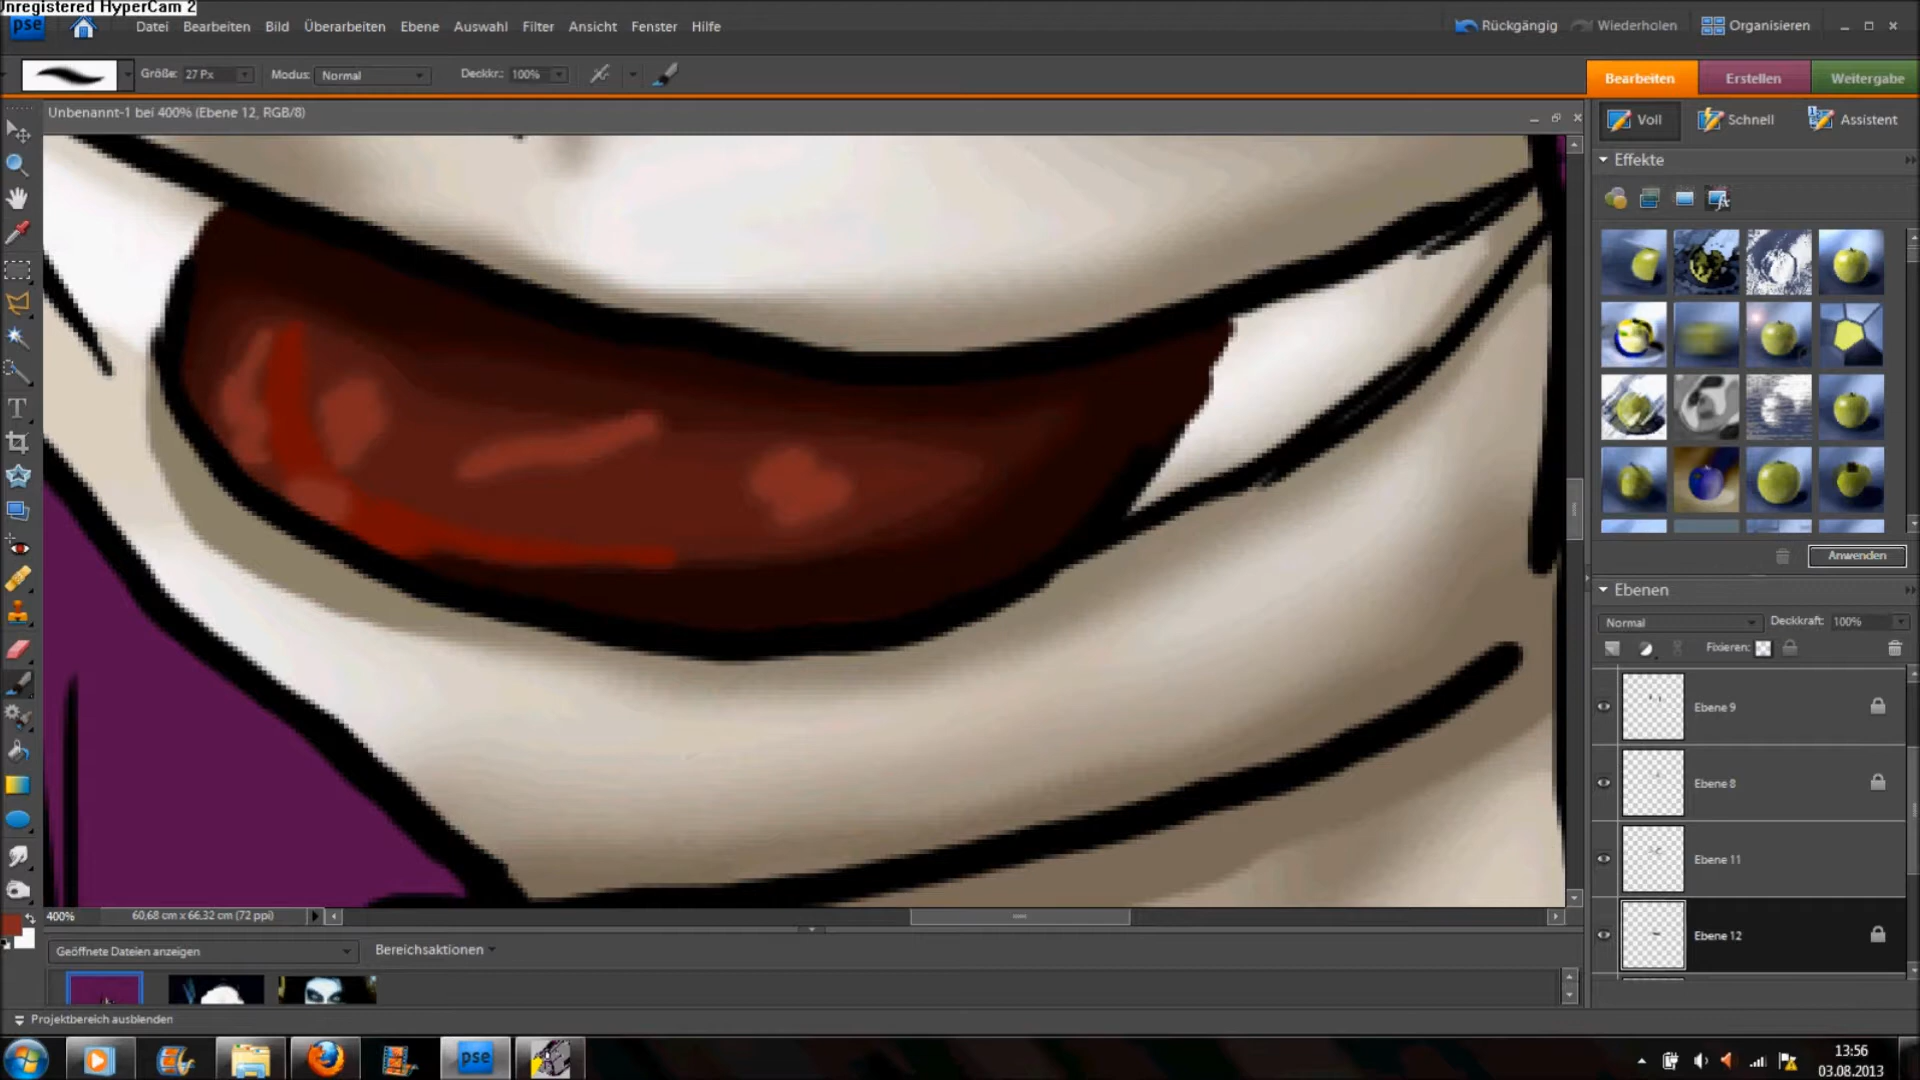 Unregistered HyperCam 2
pse Datei Bearbeiten Bild Überarbeiten Ebene Auswahl Filter Ansicht Fenster Hilfe Rückgängig Wiederholen Organisieren
Größe: 27 Px Modus: Normal Deckkr.: 100% Bearbeiten Erstellen Weitergabe
Unbenannt-1 bei 400% (Ebene 12, RGB/8)
Voll Schnell Assistent
Effekte
Anwenden
Ebenen
Normal Deckkraft: 100%
Fixieren:
Ebene 9
Ebene 8
Ebene 11
Ebene 12
400% 60,68 cm x 66,32 cm (72 ppi)
Geöffnete Dateien anzeigen Bereichsaktionen
Projektbereich ausblenden
pse
13:56
03.08.2013